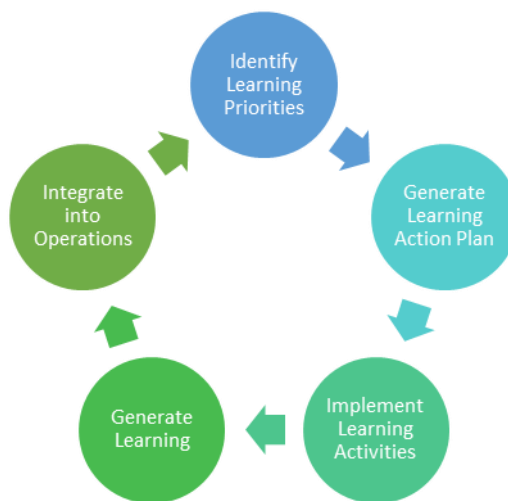 Identify
Learning
Priorities
Generate
Learning
Action Plan
Implement
Learning
Activities
Generate
Learning
Integrate
into
Operations